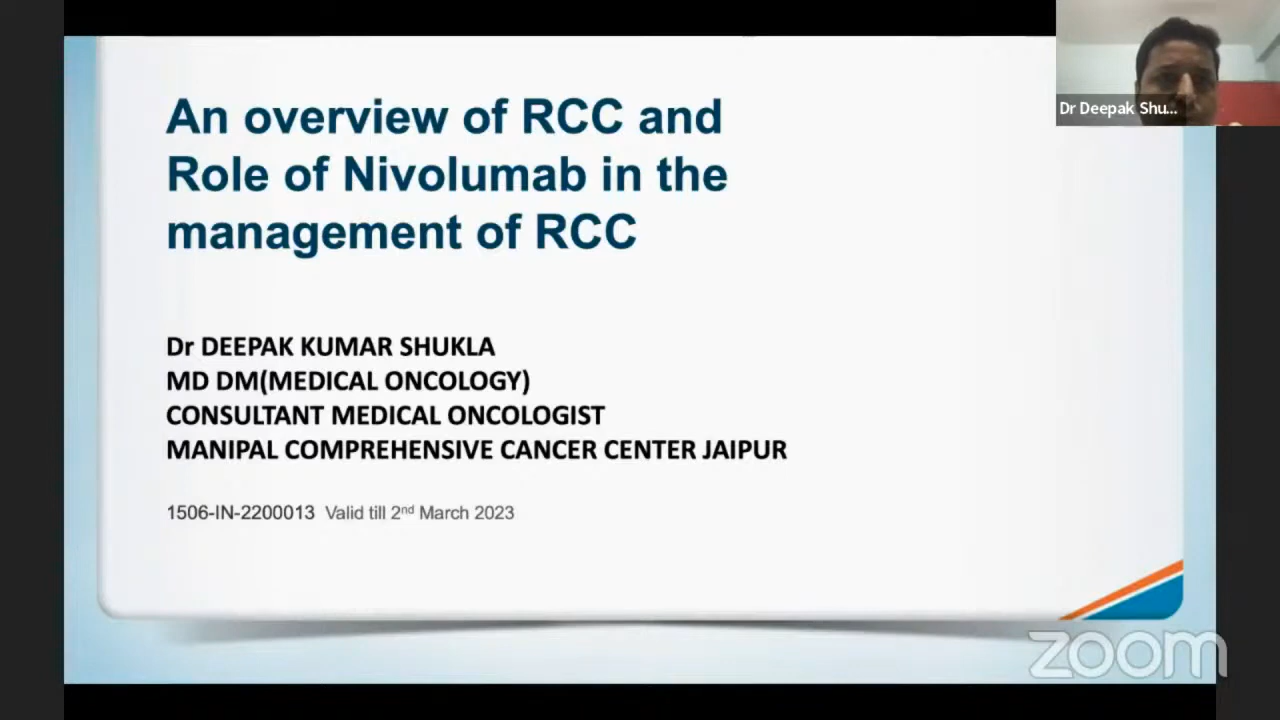 An overview of RCC and
Role of Nivolumab in the
management of RCC
Dr DEEPAK KUMAR SHUKLA
MD DM(MEDICAL ONCOLOGY)
CONSULTANT MEDICAL ONCOLOGIST
MANIPAL COMPREHENSIVE CANCER CENTER JAIPUR
1506-IN-2200013 Valid till 2nd March 2023
Dr Deepak Shu...
zoom